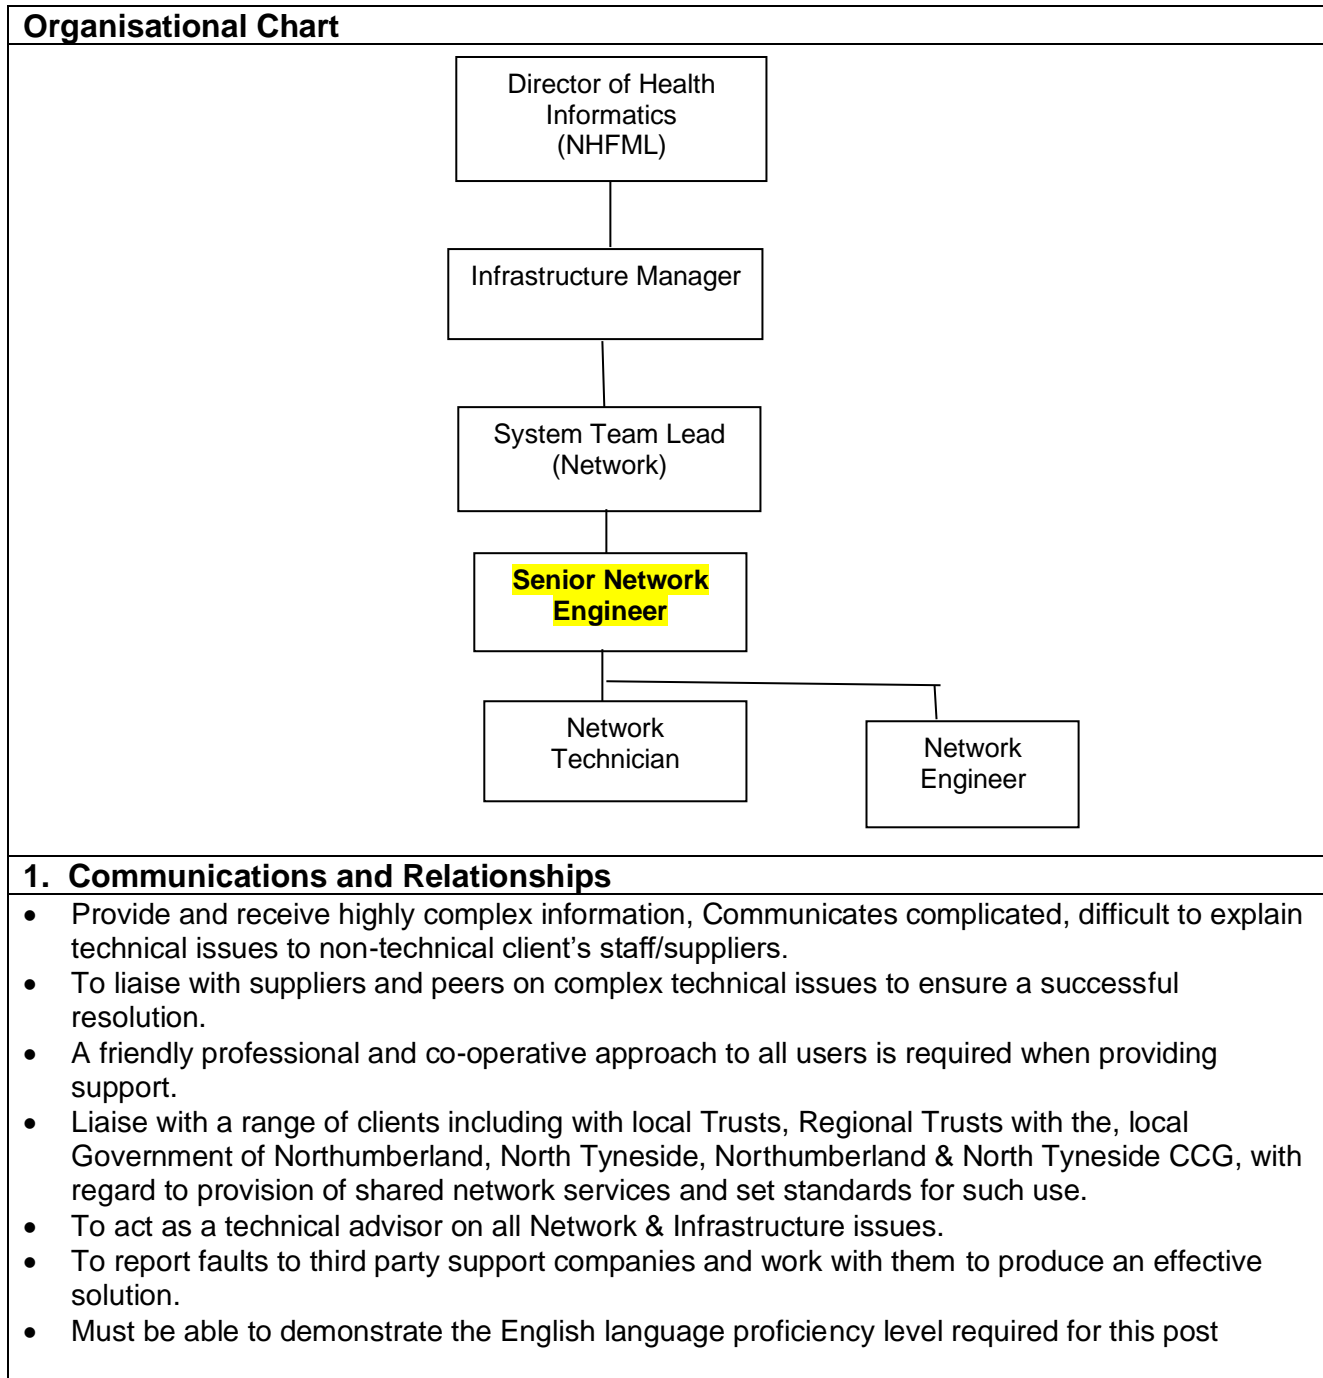 Organisational Chart
Director of Health
Informatics
(NHFML)
Infrastructure Manager
System Team Lead
(Network)
Senior Network
Engineer
Network
Technician
Network
Engineer
1. Communications and Relationships
• Provide and receive highly complex information, Communicates complicated, difficult to explain
technical issues to non-technical client's staff/suppliers.
• To liaise with suppliers and peers on complex technical issues to ensure a successful
resolution.
• A friendly professional and co-operative approach to all users is required when providing
support.
• Liaise with a range of clients including with local Trusts, Regional Trusts with the, local
Government of Northumberland, North Tyneside, Northumberland & North Tyneside CCG, with
regard to provision of shared network services and set standards for such use.
• To act as a technical advisor on all Network & Infrastructure issues.
• To report faults to third party support companies and work with them to produce an effective
solution.
• Must be able to demonstrate the English language proficiency level required for this post